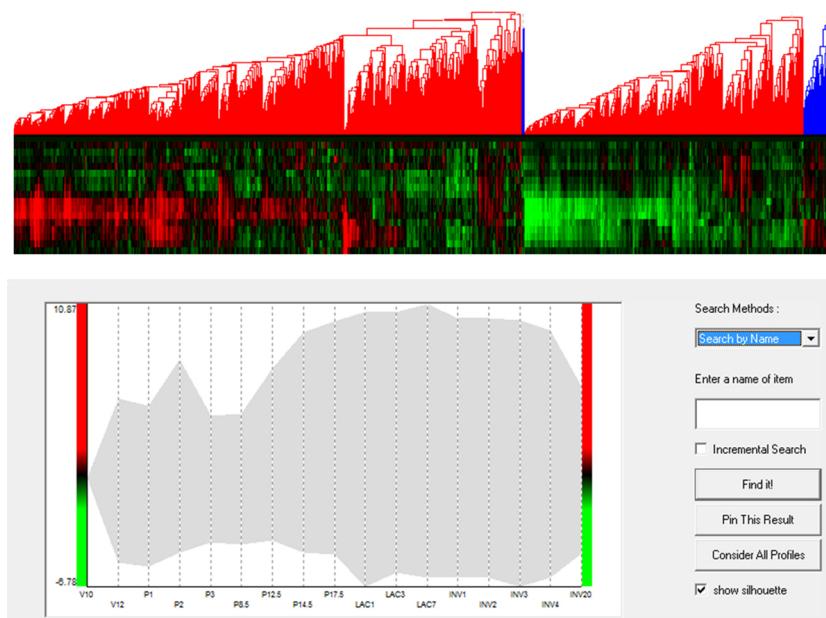 10.87
-6.78
V10 P1 P3 P12.5 P17.5 LAC3 INV1 INV3 INV20
V12 P2 P8.5 P14.5 LAC1 LAC7 INV2 INV4
Search Methods :
Search by Name
Enter a name of item
Incremental Search
Find it!
Pin This Result
Consider All Profiles
show silhouette